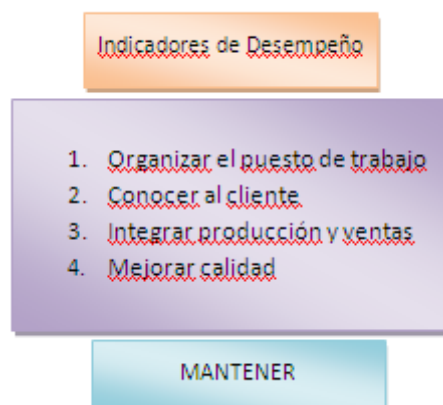 Indicadores de Desempeño
1. Organizar el puesto de trabajo
2. Conocer al cliente
3. Integrar producción y ventas
4. Mejorar calidad
MANTENER